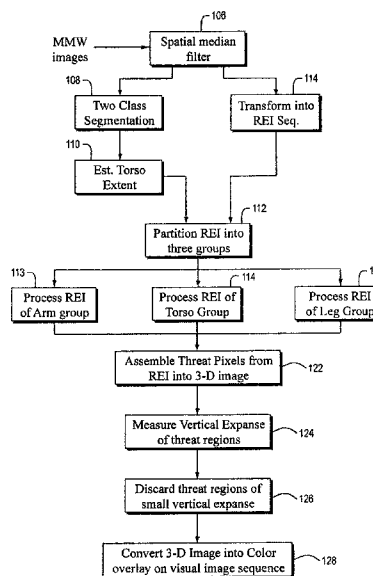 106
MMW
images
Spatial median
filter
108
Two Class
Segmentation
114
Transform into
REI Seq.
110
Est. Torso
Extent
112
Partition REI into
three groups
113
Process REI
of Arm group
114
Process REI of
Torso Group
Process REI
of Leg Group
Assemble Threat Pixels from
REI into 3-D image
122
Measure Vertical Expanse
of threat regions
124
Discard threat regions of
small vertical expanse
126
Convert 3-D Image into Color
overlay on visual image sequence
128